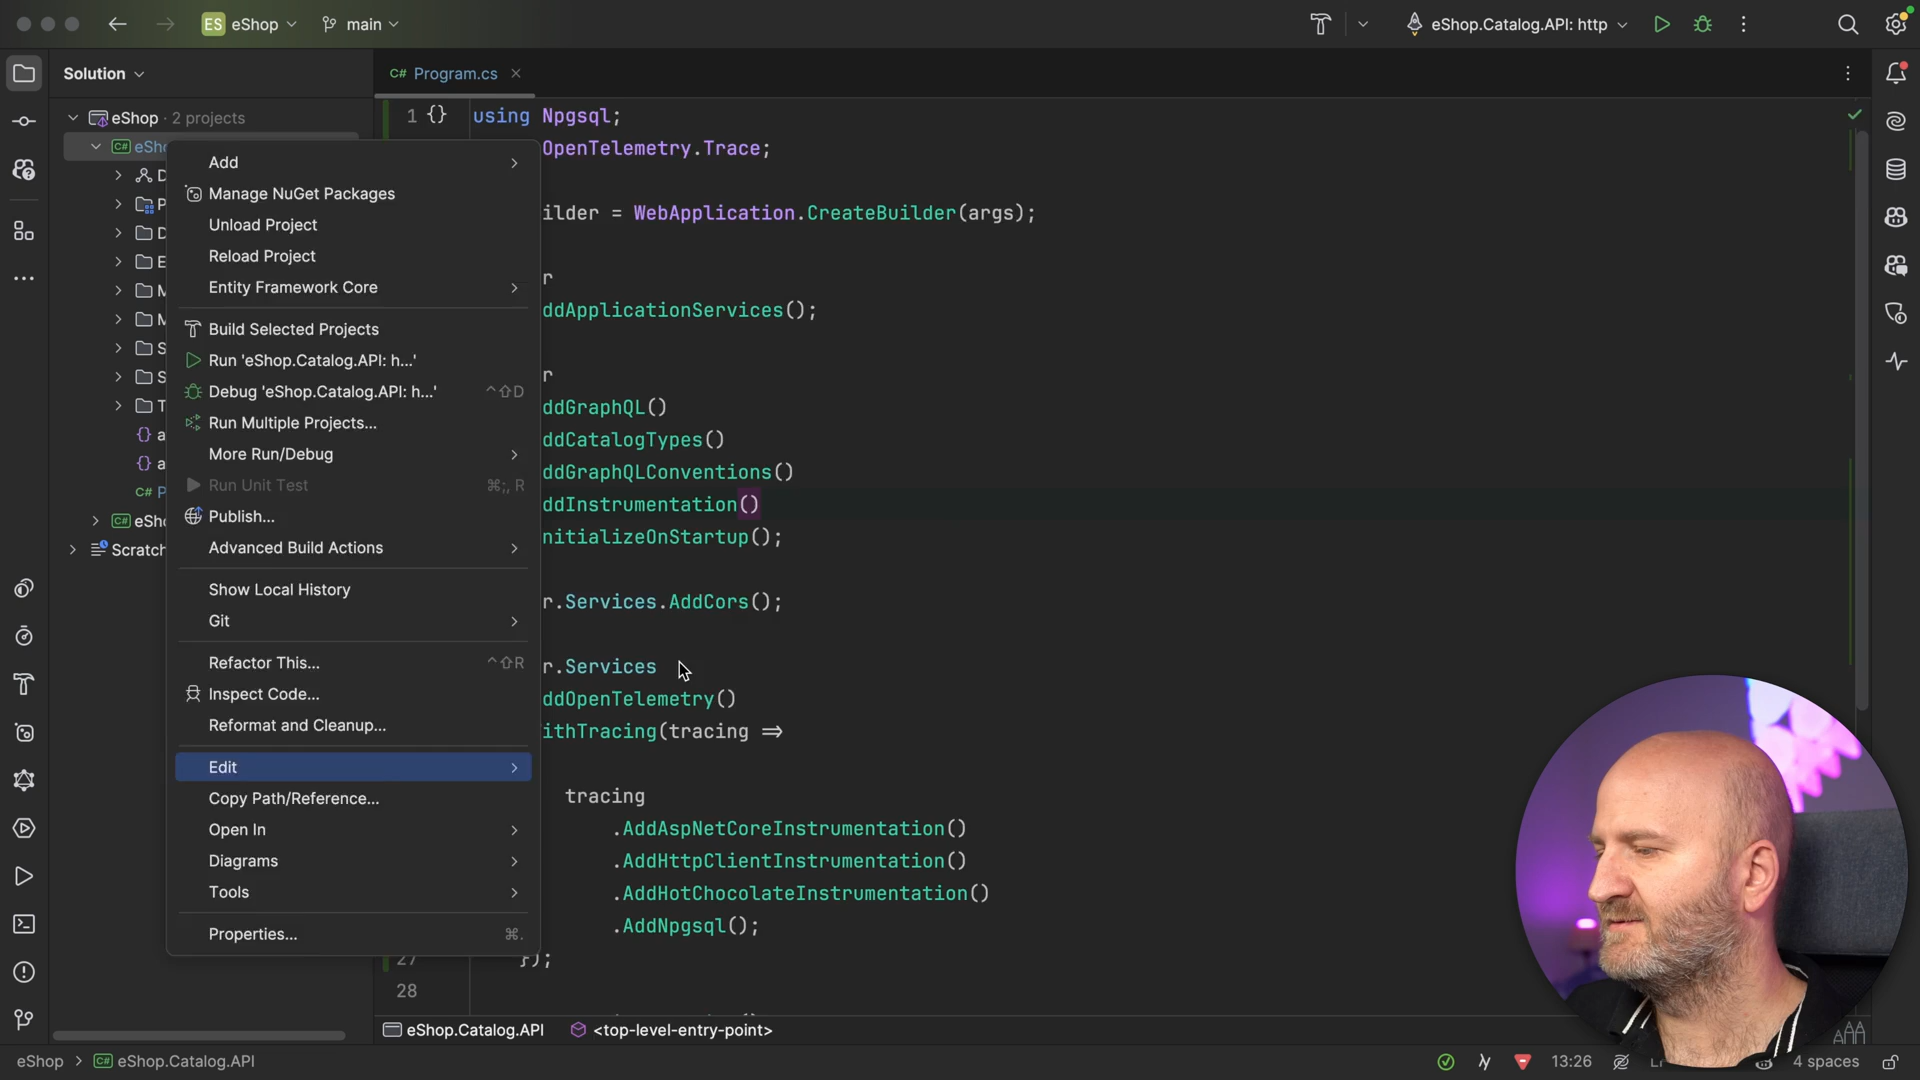 ES eShop
main
eShop.Catalog.API: http
Solution
C# Program.cs
eShop · 2 projects
C# eSho
D
P
D
E
M
M
S
S
T
{} a
{} a
C# P
C# eSho
Scratch
Add
Manage NuGet Packages
Unload Project
Reload Project
Entity Framework Core
Build Selected Projects
Run 'eShop.Catalog.API: h...'
Debug 'eShop.Catalog.API: h...' ⌃⇧D
Run Multiple Projects...
More Run/Debug
Run Unit Test ⌘;, R
Publish...
Advanced Build Actions
Show Local History
Git
Refactor This... ⌃⇧R
Inspect Code...
Reformat and Cleanup...
Edit
Copy Path/Reference...
Open In
Diagrams
Tools
Properties... ⌘.
1 {} using Npgsql;
OpenTelemetry.Trace;
ilder = WebApplication.CreateBuilder(args);
r
ddApplicationServices();
r
ddGraphQL()
ddCatalogTypes()
ddGraphQLConventions()
ddInstrumentation()
nitializeOnStartup();
r.Services.AddCors();
r.Services
ddOpenTelemetry()
ithTracing(tracing =>
tracing
.AddAspNetCoreInstrumentation()
.AddHttpClientInstrumentation()
.AddHotChocolateInstrumentation()
.AddNpgsql();
27 });
28
eShop.Catalog.API <top-level-entry-point>
eShop > C# eShop.Catalog.API
13:26
4 spaces